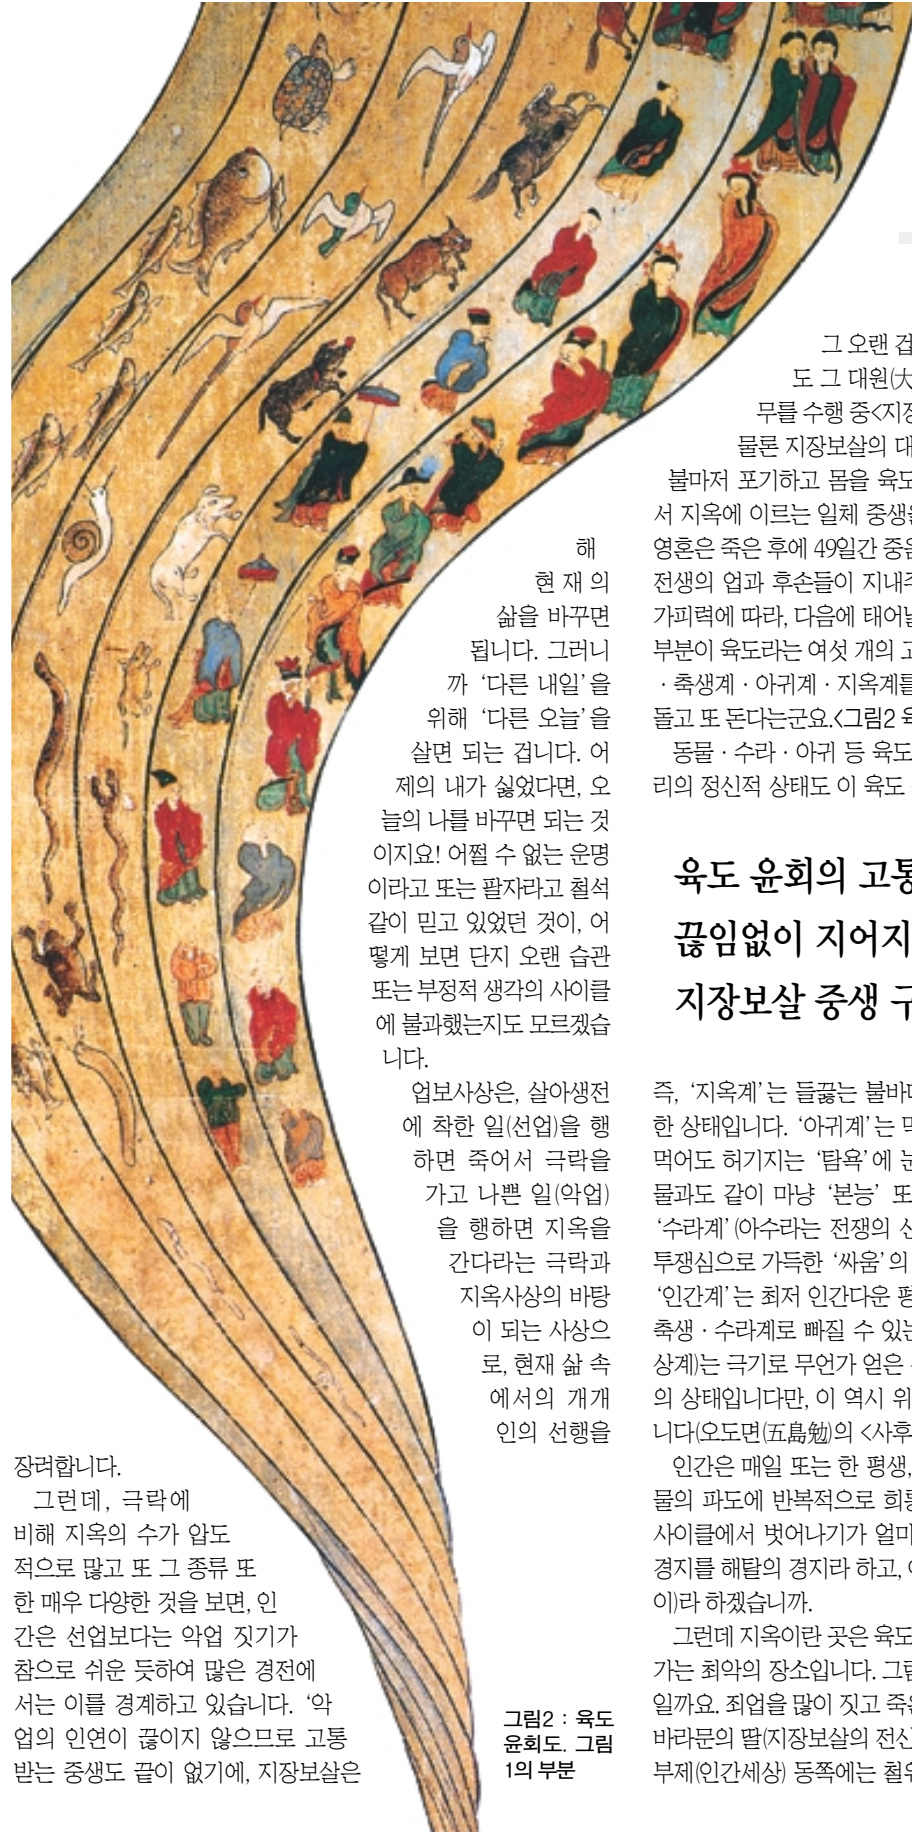 해
현 재 의
삶을 바꾸면
됩니다. 그러니
까 ‘다른 내일’을
위해 ‘다른 오늘’을
살면 되는 겁니다. 어
제의 내가 싫었다면, 오
늘의 나를 바꾸면 되는 것
이지요! 어쩔 수 없는 운명
이라고 또는 팔자라고 철석
같이 믿고 있었던 것이, 어
떻게 보면 단지 오랜 습관
또는 부정적 생각의 사이클
에 불과했는지도 모르겠습
니다.
업보사상은, 살아생전
에 착한 일(선업)을 행
하면 죽어서 극락을
가고 나쁜 일(악업)
을 행하면 지옥을
간다라는 극락과
지옥사상의 바탕
이 되는 사상으
로, 현재 삶 속
에서의 개개
인의 선행을
장려합니다.
그런데, 극락에
비해 지옥의 수가 압도
적으로 많고 또 그 종류 또
한 매우 다양한 것을 보면, 인
간은 선업보다는 악업 짓기가
참으로 쉬운 듯하여 많은 경전에
서는 이를 경계하고 있습니다. ‘악
업의 인연이 끊이지 않으므로 고통
받는 중생도 끝이 없기에, 지장보살은
그림2 : 육도
윤회도. 그림
1의 부분
그 오랜 겁
도 그 대원(大
무를 수행 중<지장
물론 지장보살의 대
불마저 포기하고 몸을 육도
서 지옥에 이르는 일체 중생을
영혼은 죽은 후에 49일간 중음
전생의 업과 후손들이 지내주
가피력에 따라, 다음에 태어날
부분이 육도라는 여섯 개의 고
· 축생계 · 아귀계 · 지옥계를
돌고 또 돈다는군요.<그림2 육
동물 · 수라 · 아귀 등 육도
리의 정신적 상태도 이 육도
육도 윤회의 고통
끊임없이 지어지
지장보살 중생 구
즉, ‘지옥계’는 들끓는 불바다
한 상태입니다. ‘아귀계’는 먹
먹어도 허기지는 ‘탐욕’에 눈
물과도 같이 마냥 ‘본능’ 또
‘수라계’(아수라는 전쟁의 신
투쟁심으로 가득한 ‘싸움’의
‘인간계’는 최저 인간다운 평
축생 · 수라계로 빠질 수 있는
상계)는 극기로 무언가 얻은
의 상태입니다만, 이 역시 위
니다(오도면(五島勉)의 <사후
인간은 매일 또는 한 평생,
물의 파도에 반복적으로 희롱
사이클에서 벗어나기가 얼마
경지를 해탈의 경지라 하고,
이)라 하겠습니까.
그런데 지옥이란 곳은 육도
가는 최악의 장소입니다. 그림
일까요. 죄업을 많이 짓고 죽은
바라문의 딸(지장보살의 전신
부제(인간세상) 동쪽에는 철위